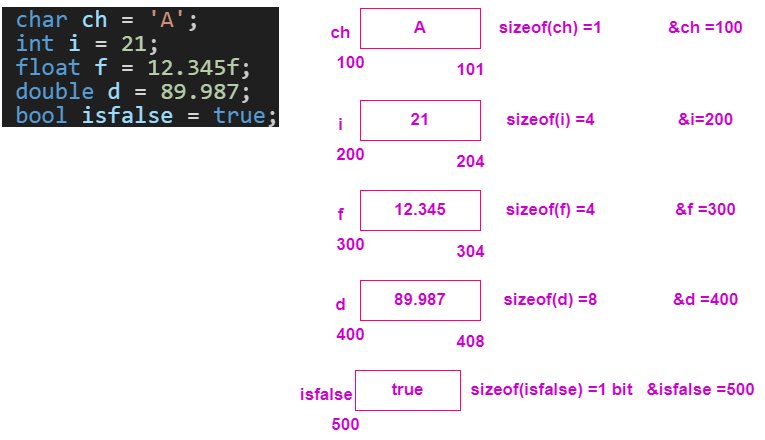 char ch = 'A';
int i = 21;
float f = 12.345f;
double d = 89.987;
bool isfalse = true;
ch A sizeof(ch) =1 &ch =100
100 101
i 21 sizeof(i) =4 &i=200
200 204
f 12.345 sizeof(f) =4 &f =300
300 304
d 89.987 sizeof(d) =8 &d =400
400 408
isfalse true sizeof(isfalse) =1 bit &isfalse =500
500